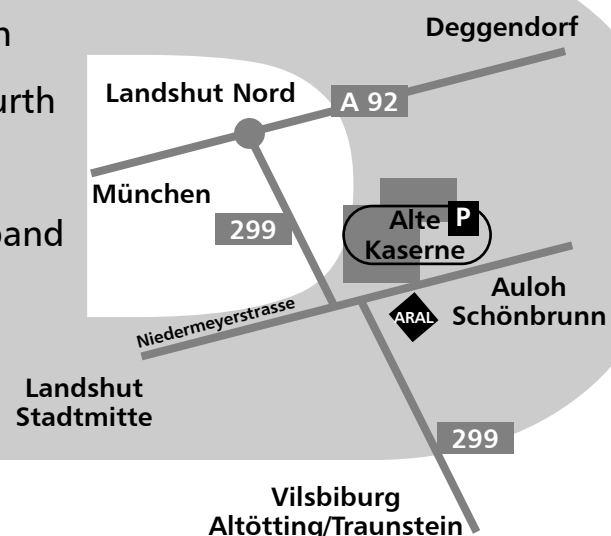 Deggendorf
Landshut Nord
A 92
München
299
Alte P
Kaserne
Auloh
Schönbrunn
ARAL
Niedermeyerstrasse
Landshut
Stadtmitte
299
Vilsbiburg
Altötting/Traunstein